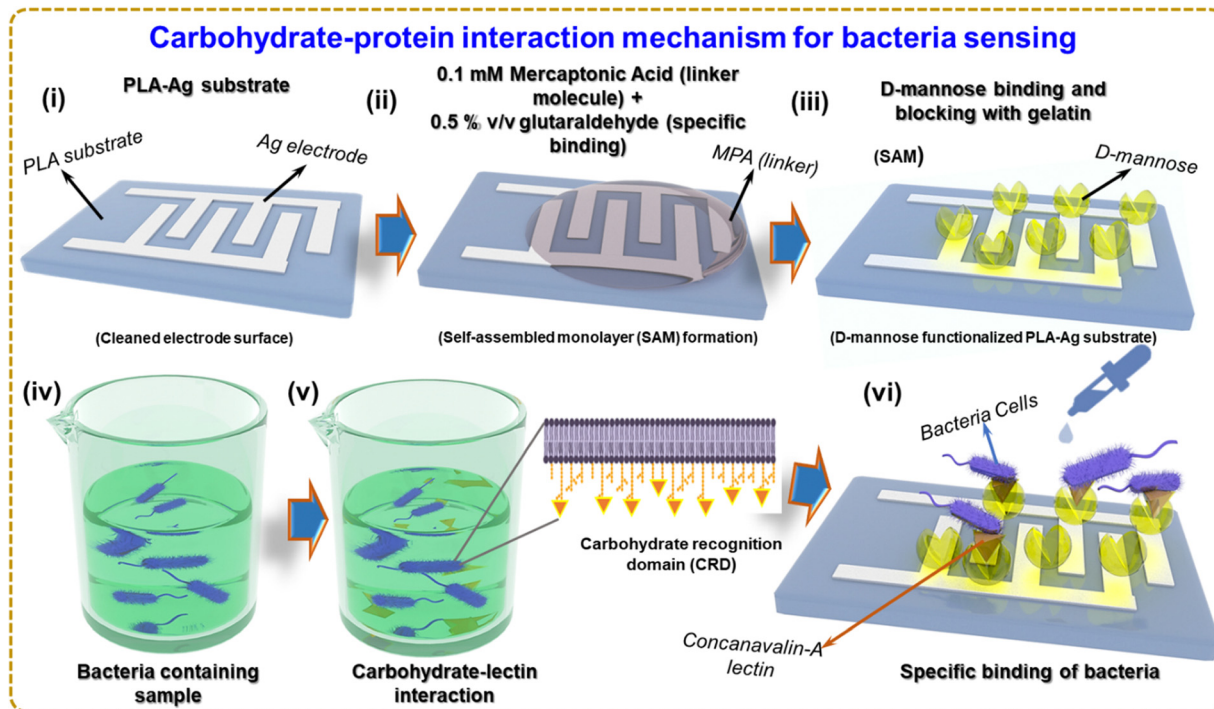 Carbohydrate-protein interaction mechanism for bacteria sensing
(i)
PLA-Ag substrate
PLA substrate
Ag electrode
(Cleaned electrode surface)
(ii)
0.1 mM Mercaptonic Acid (linker
molecule) +
0.5 % v/v glutaraldehyde (specific
binding)
MPA (linker)
(Self-assembled monolayer (SAM) formation)
(iii)
D-mannose binding and
blocking with gelatin
(SAM)
D-mannose
(D-mannose functionalized PLA-Ag substrate)
(iv)
Bacteria containing
sample
(v)
Carbohydrate-lectin
interaction
Carbohydrate recognition
domain (CRD)
(vi)
Bacteria Cells
Concanavalin-A
lectin
Specific binding of bacteria